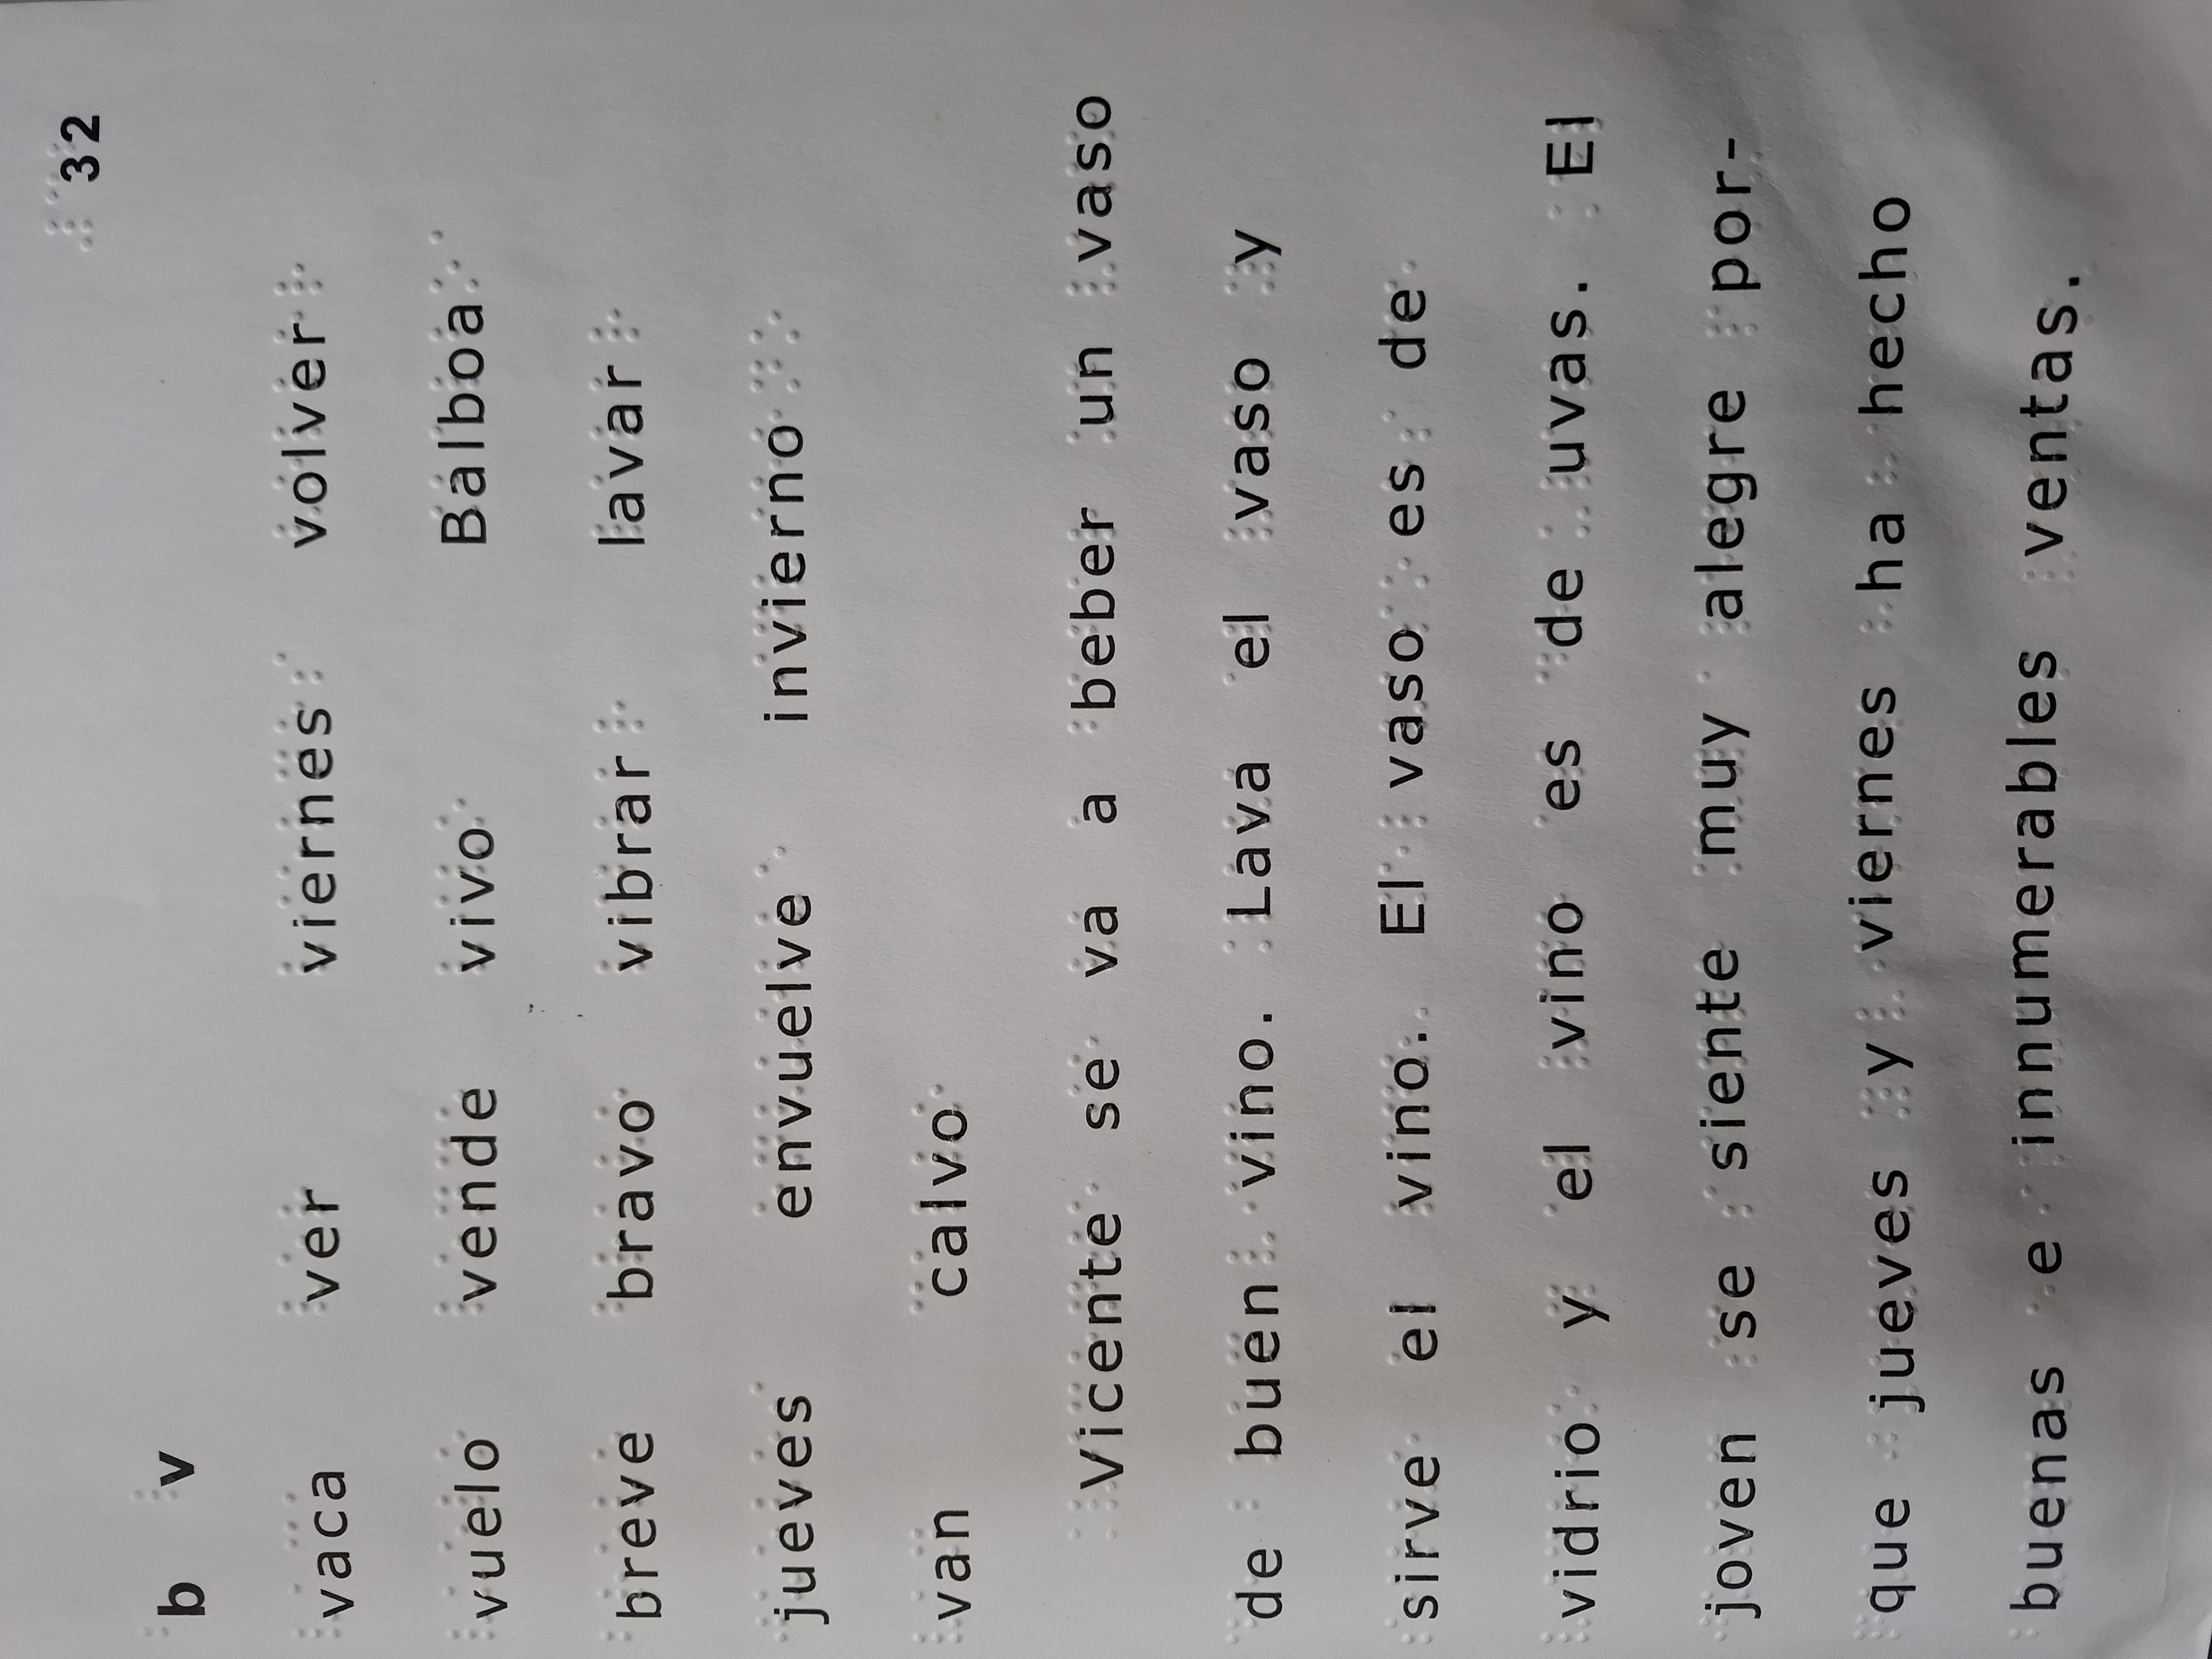 32
b v
vaca ver viernes volver
vuelo vende vivo Balboa
breve bravo vibrar lavar
jueves envuelve invierno
van calvo
Vicente se va a beber un vaso
de buen vino. Lava el vaso y
sirve el vino. El vaso es de
vidrio y el vino es de uvas. El
joven se siente muy alegre por-
que jueves y viernes ha hecho
buenas e innumerables ventas.